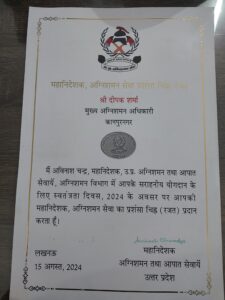 महानिदेशक, अग्निशमन सेवा प्रशंसा चिह्न
श्री दीपक शर्मा
मुख्य अग्निशमन अधिकारी
कानपुरनगर
मैं अविनाश चन्द्र, महानिदेशक, उ.प्र. अग्निशमन तथा आपात
सेवायें, अग्निशमन विभाग में आपके सराहनीय योगदान के
लिए स्वतंत्रता दिवस, 2024 के अवसर पर आपको
महानिदेशक, अग्निशमन सेवा का प्रशंसा चिह्न (रजत) प्रदान
करता हूँ।
लखनऊ
15 अगस्त, 2024
महानिदेशक
अग्निशमन तथा आपात सेवायें
उत्तर प्रदेश